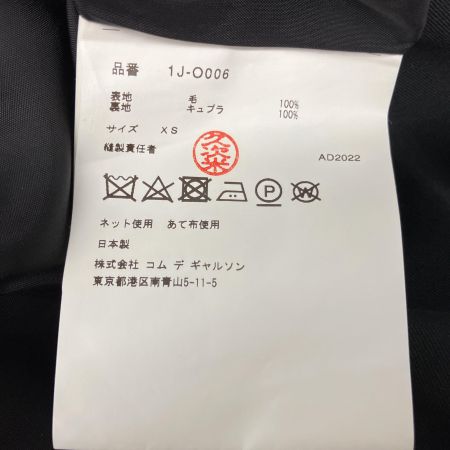 品番 1J-O006
表地 毛 100%
裏地 キュプラ 100%
サイズ XS
縫製責任者 久次米
AD2022
P W
ネット使用 あて布使用
日本製
株式会社 コム デ ギャルソン
東京都港区南青山5-11-5